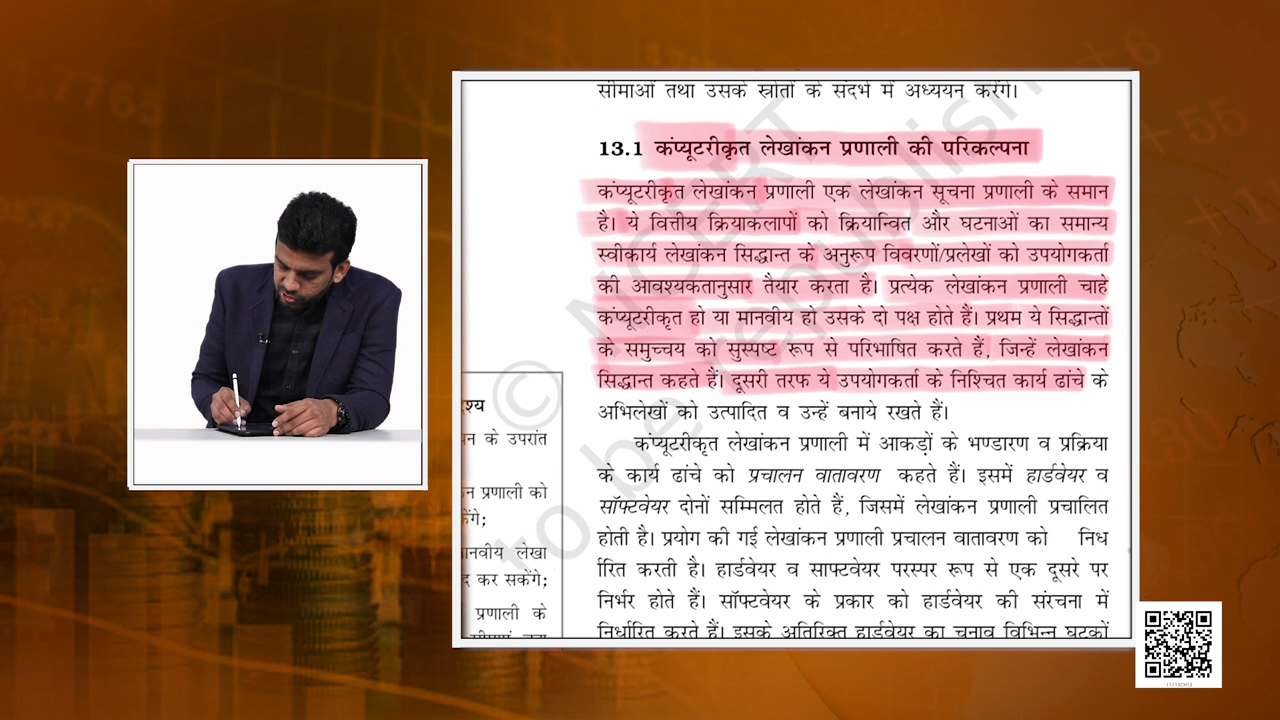 सीमाओं तथा उसके स्रोतों के संदर्भ में अध्ययन करेंगे।
13.1 कंप्यूटरीकृत लेखांकन प्रणाली की परिकल्पना
कंप्यूटरीकृत लेखांकन प्रणाली एक लेखांकन सूचना प्रणाली के समान
है। ये वित्तीय क्रियाकलापों को क्रियान्वित और घटनाओं का समान्य
स्वीकार्य लेखांकन सिद्धान्त के अनुरूप विवरणों/प्रलेखों को उपयोगकर्ता
की आवश्यकतानुसार तैयार करता है। प्रत्येक लेखांकन प्रणाली चाहे
कंप्यूटरीकृत हो या मानवीय हो उसके दो पक्ष होते हैं। प्रथम ये सिद्धान्तों
के समुच्चय को सुस्पष्ट रूप से परिभाषित करते हैं, जिन्हें लेखांकन
सिद्धान्त कहते हैं। दूसरी तरफ ये उपयोगकर्ता के निश्चित कार्य ढांचे के
अभिलेखों को उत्पादित व उन्हें बनाये रखते हैं।
कंप्यूटरीकृत लेखांकन प्रणाली में आकड़ों के भण्डारण व प्रक्रिया
के कार्य ढांचे को प्रचालन वातावरण कहते हैं। इसमें हार्डवेयर व
सॉफ्टवेयर दोनों सम्मिलत होते हैं, जिसमें लेखांकन प्रणाली प्रचालित
होती है। प्रयोग की गई लेखांकन प्रणाली प्रचालन वातावरण को निध
र्ारित करती है। हार्डवेयर व साफ्टवेयर परस्पर रूप से एक दूसरे पर
निर्भर होते हैं। सॉफ्टवेयर के प्रकार को हार्डवेयर की संरचना में
निर्धारित करते हैं। इसके अतिरिक्त हार्डवेयर का चनाव विभिन्न घटकों
के उपरांत
प्रणाली को
मानवीय लेखा
कर सकेंगे;
प्रणाली के
© NCERT
to be republish